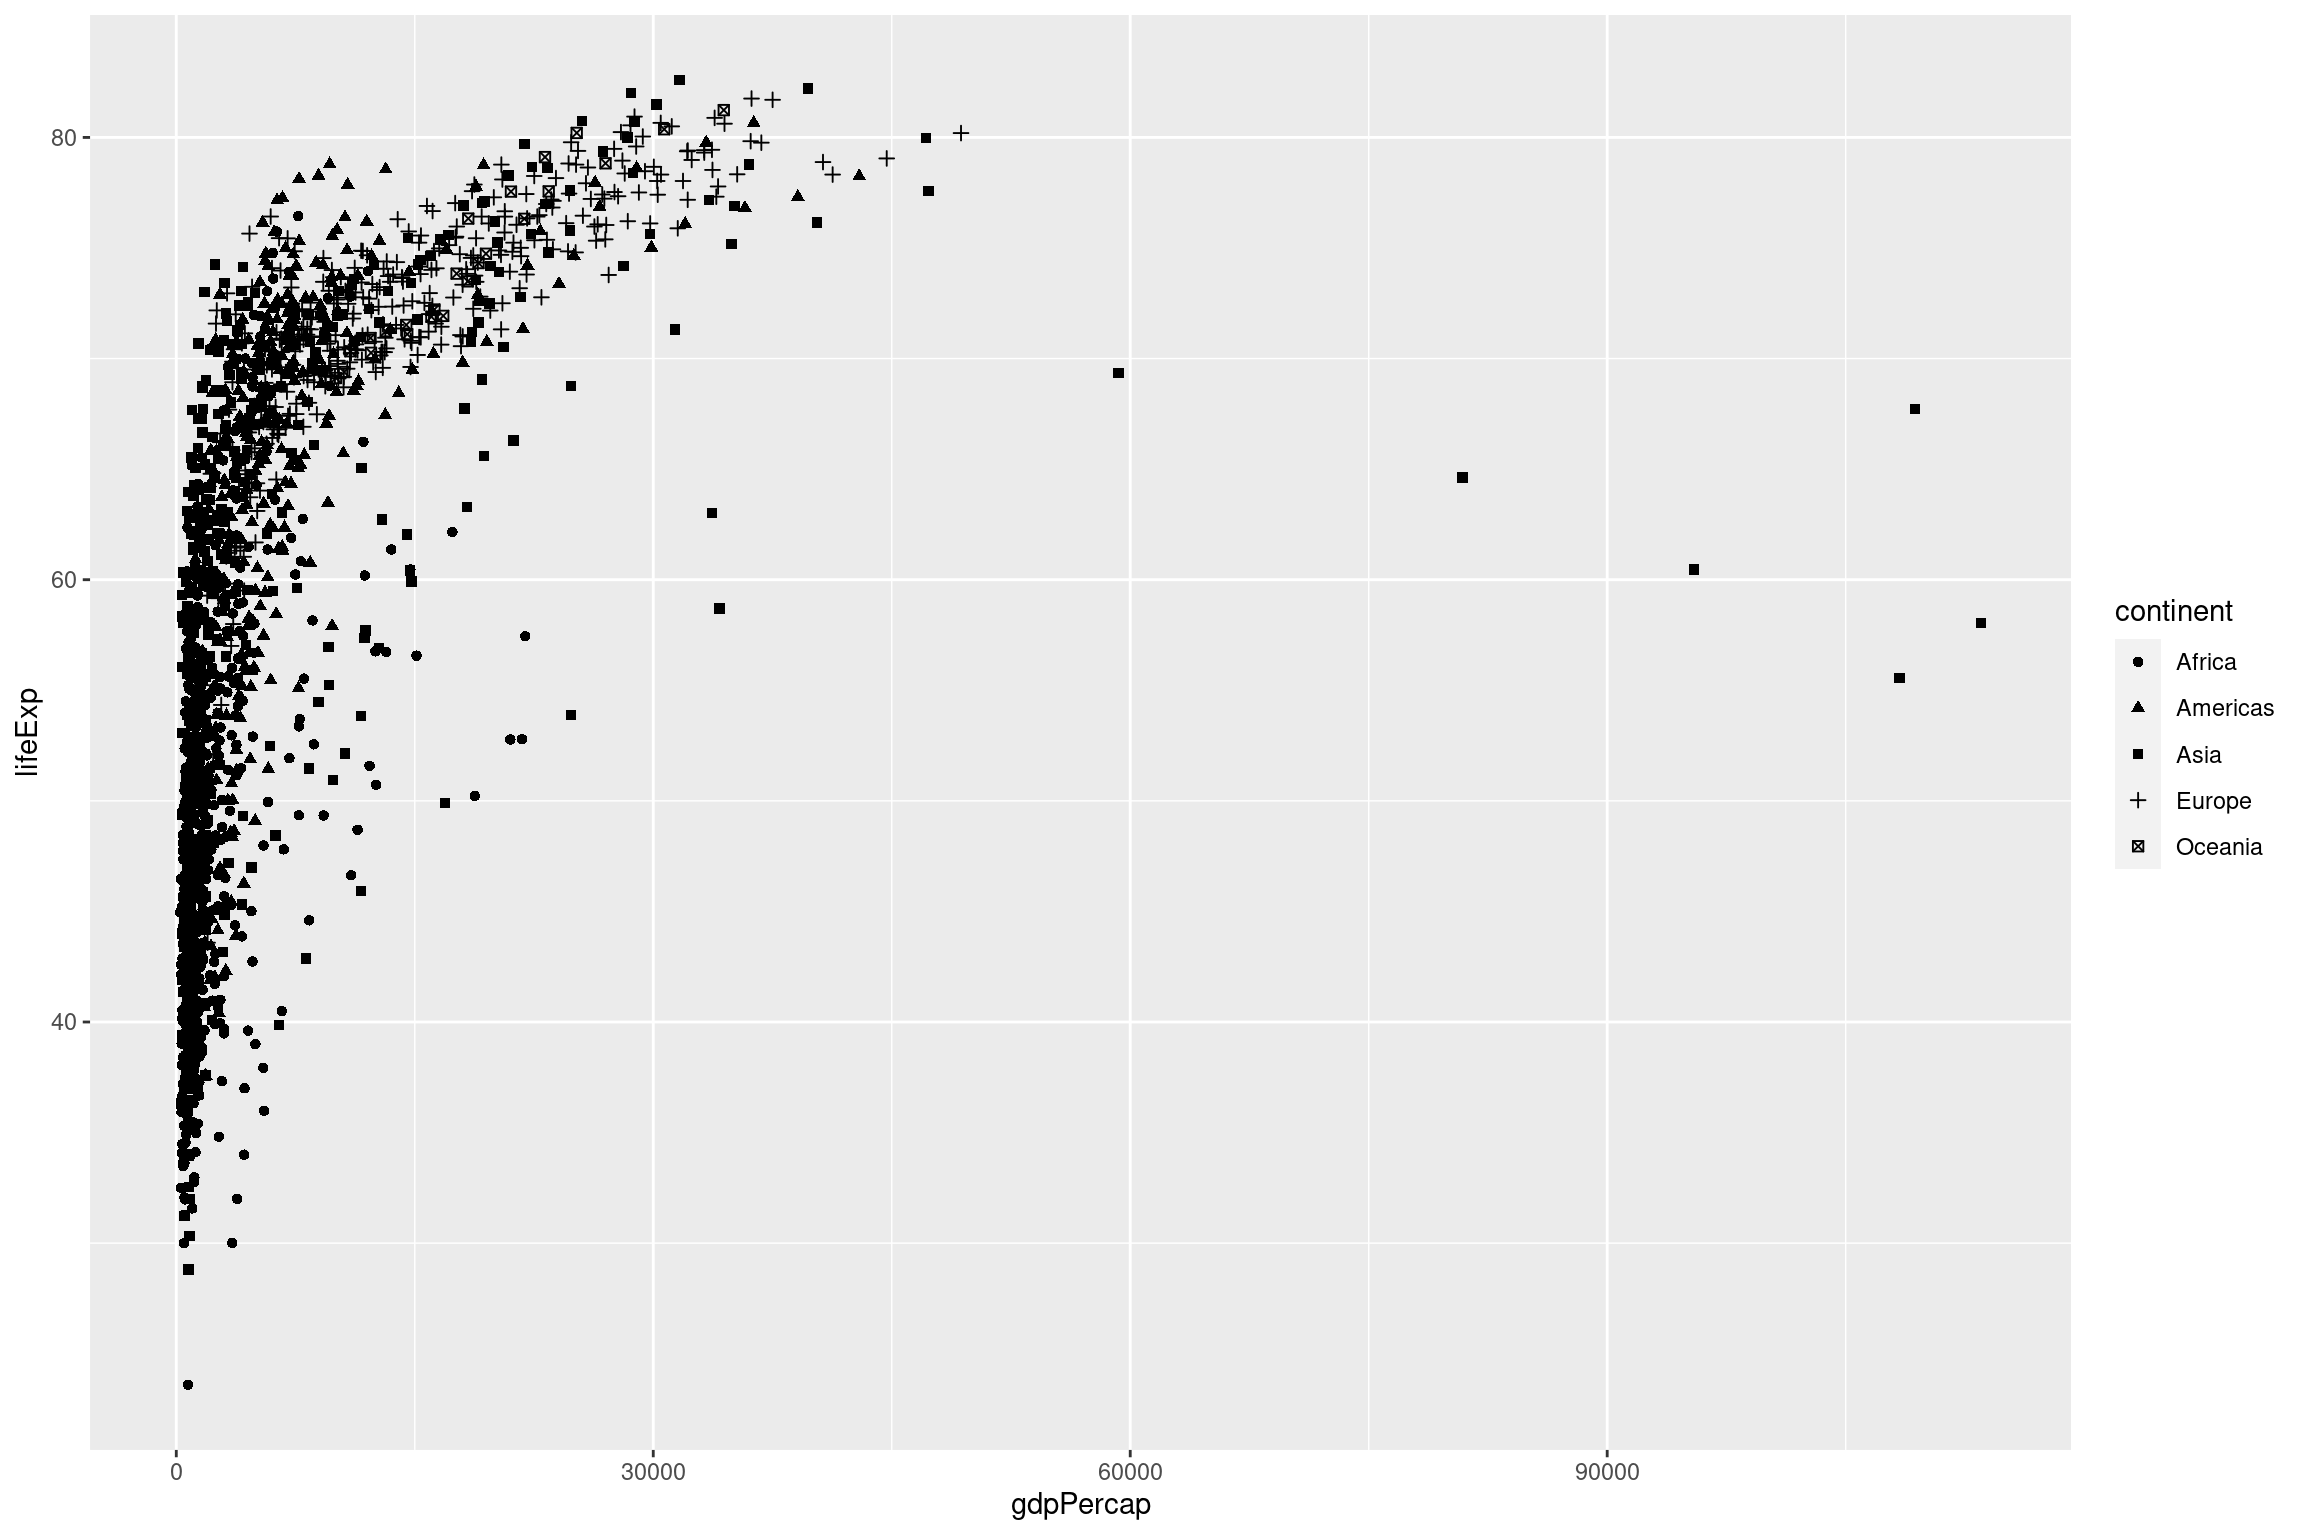 80
60
40
lifeExp
0 30000 60000 90000
gdpPercap
continent
Africa
Americas
Asia
Europe
Oceania